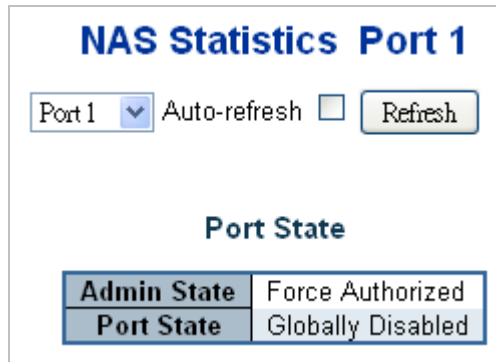 NAS Statistics Port 1
Port 1 Auto-refresh Refresh
Port State
Admin State Force Authorized
Port State Globally Disabled